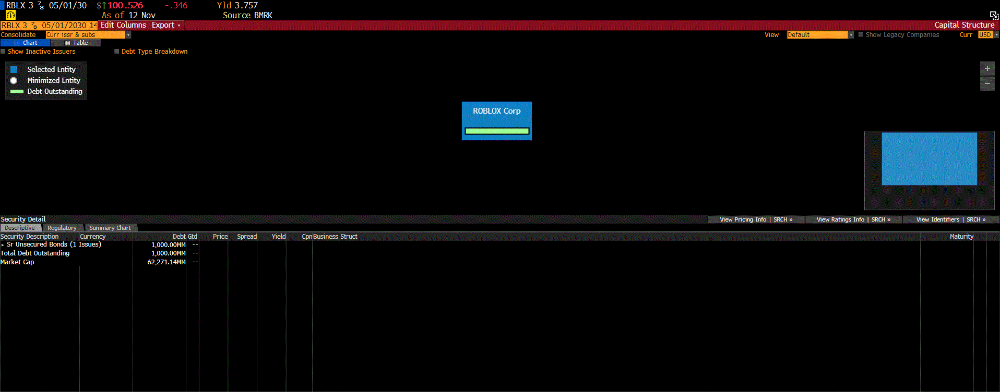 RBLX 3 ⅞ 05/01/30 $↑100.526 -.346 Yld 3.757
As of 12 Nov Source BMRK
RBLX 3 ⅞ 05/01/2030 14 Edit Columns Export Capital Structure
Consolidate Curr issr & subs View Default Show Legacy Companies Curr USD
Chart Table
Show Inactive Issuers Debt Type Breakdown
Selected Entity
Minimized Entity
Debt Outstanding
+
−
ROBLOX Corp
Security Detail View Pricing Info | SRCH » View Ratings Info | SRCH » View Identifiers | SRCH »
Descriptive Regulatory Summary Chart
Security Description Currency Debt Gtd Price Spread Yield Cpn Business Struct Maturity
Sr Unsecured Bonds (1 Issues) 1,000.00MM --
Total Debt Outstanding 1,000.00MM --
Market Cap 62,271.14MM --